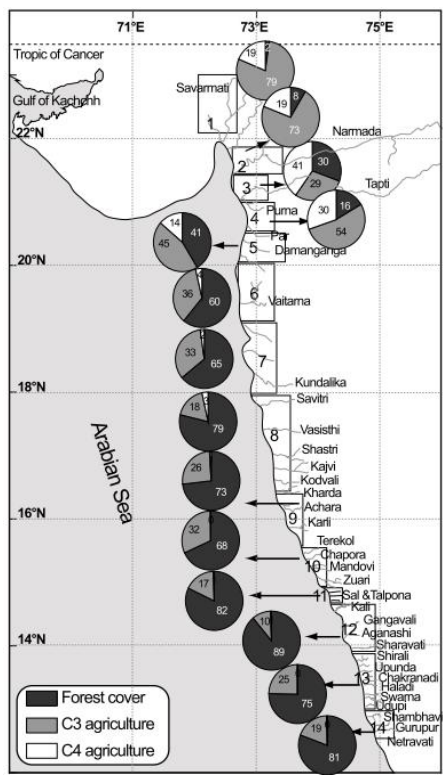 71°E 73°E 75°E
Tropic of Cancer
19 2
79
Savarmati
Gulf of Kachchh
1
19 8
73
22°N
Narmada
2
41 30
29
3
Tapti
30 16
54
4 Purna
Par
14 41
45
5 Damanganga
20°N
36
60
6 Vaitarna
33
65
7
Kundalika
18°N
Savitri
18 3
79
8
Vasisthi
Shastri
Kajvi
Kodvali
26
73
Kharda
Achara
9
Karli
16°N
Arabian Sea
32
68
Terekol
Chapora
10 Mandovi
Zuari
17
82
11 Sal &Talpona
Kali
10
89
12 Gangavali
Aganashi
Sharavati
14°N
Shirali
Upunda
25
75
13 Chakranadi
Haladi
Swarna
Udupi
19
81
Shambhavi
14 Gurupur
Netravati
Forest cover
C3 agriculture
C4 agriculture